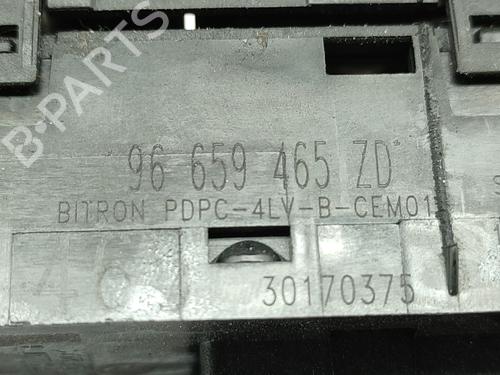 B-PARTS
96 659 465 ZD
BITRON PDPC-4LV-B-CEM01
30170375